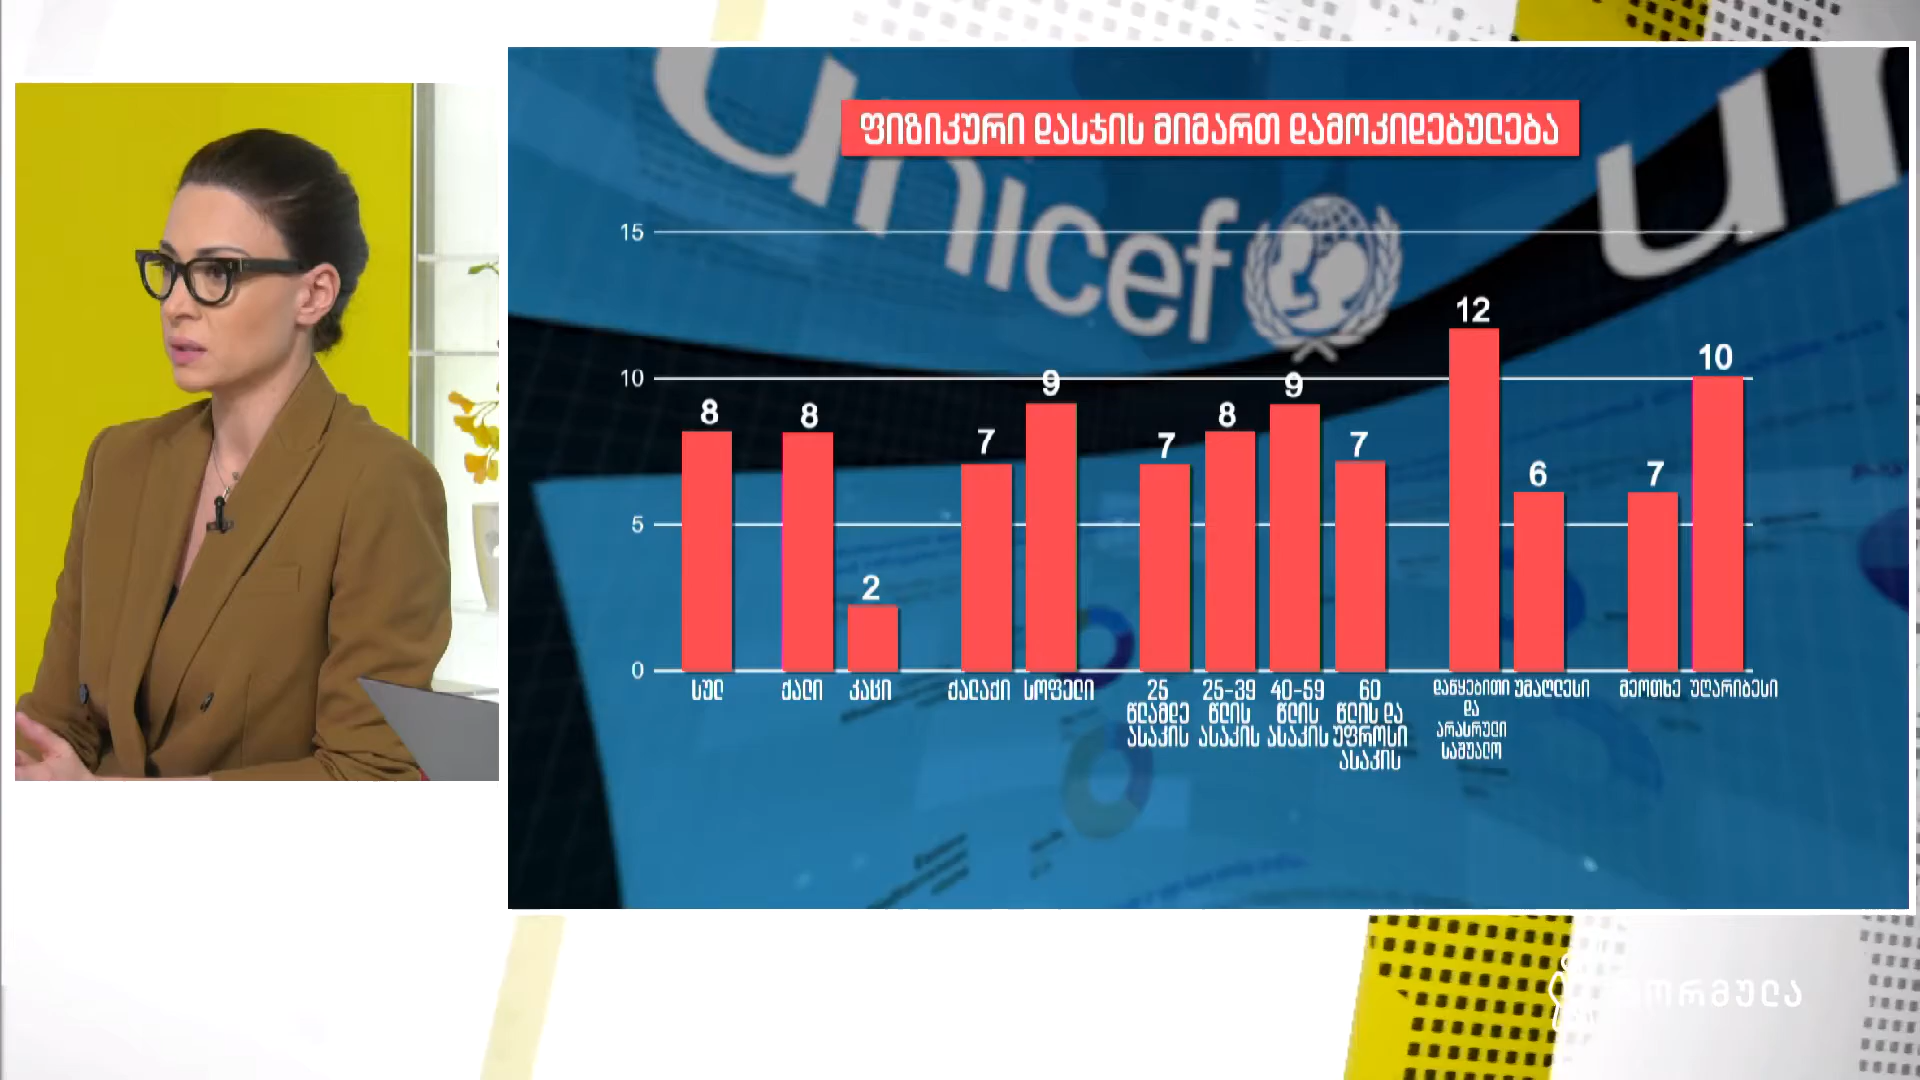 ფიზიკური დასჯის მიმართ დამოკიდებულება
unicef
15
10
5
0
8
8
2
7
9
7
8
9
7
12
6
7
10
სულ
ქალი
კაცი
ქალაქი
სოფელი
25
წლამდე
ასაკის
25-39
წლის
ასაკის
40-59
წლის
ასაკის
60
წლის და
უფროსი
ასაკის
დაწყებითი
და
არასრული
საშუალო
უმაღლესი
მეოთხე
უღარიბესი